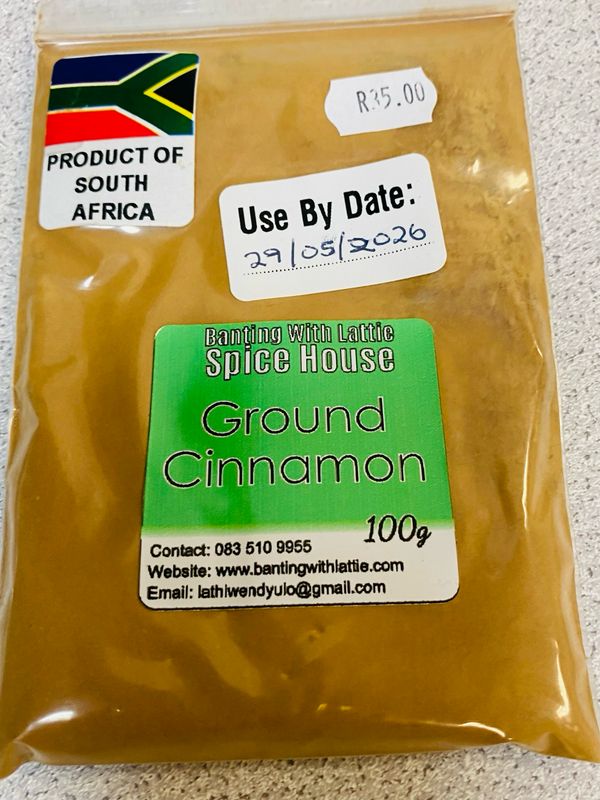 PRODUCT OF
SOUTH
AFRICA
R35.00
Use By Date:
29/05/2026
Banting With Lattie
Spice House
Ground
Cinnamon
100g
Contact: 083 510 9955
Website: www.bantingwithlattie.com
Email: lathiwendyulo@gmail.com